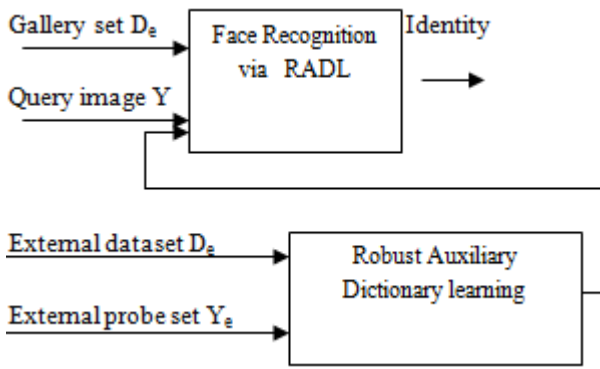 Gallery set Dₑ
Face Recognition
via RADL
Identity
Query image Y
External dataset Dₑ
Robust Auxiliary
Dictionary learning
External probe set Yₑ